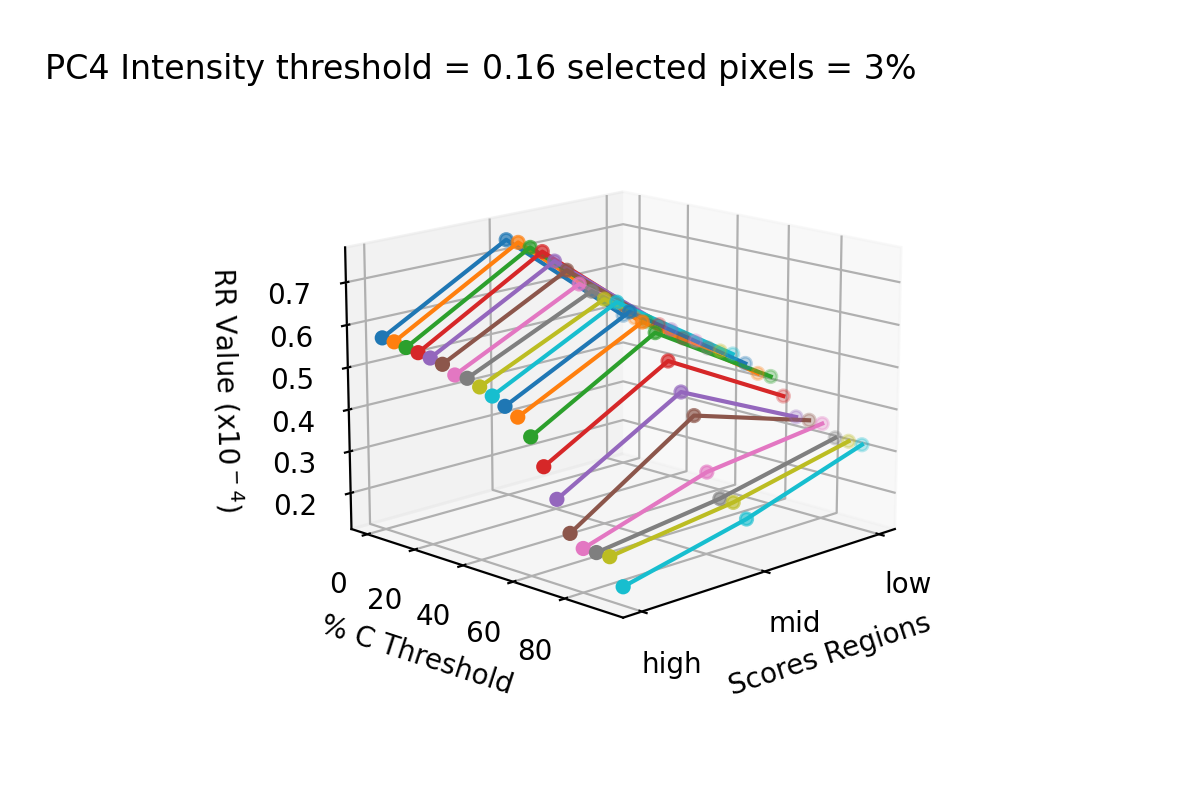 PC4 Intensity threshold = 0.16 selected pixels = 3%
RR Value (x10⁻⁴)
0.7
0.6
0.5
0.4
0.3
0.2
0
20
40
60
80
% C Threshold
high
mid
low
Scores Regions